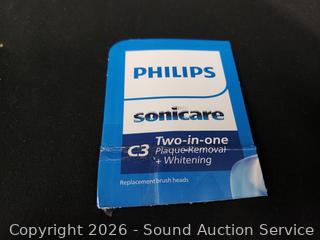 PHILIPS
sonicare
C3 Two-in-one
Plaque Removal
+ Whitening
Replacement brush heads
Copyright © 2026 - Sound Auction Service